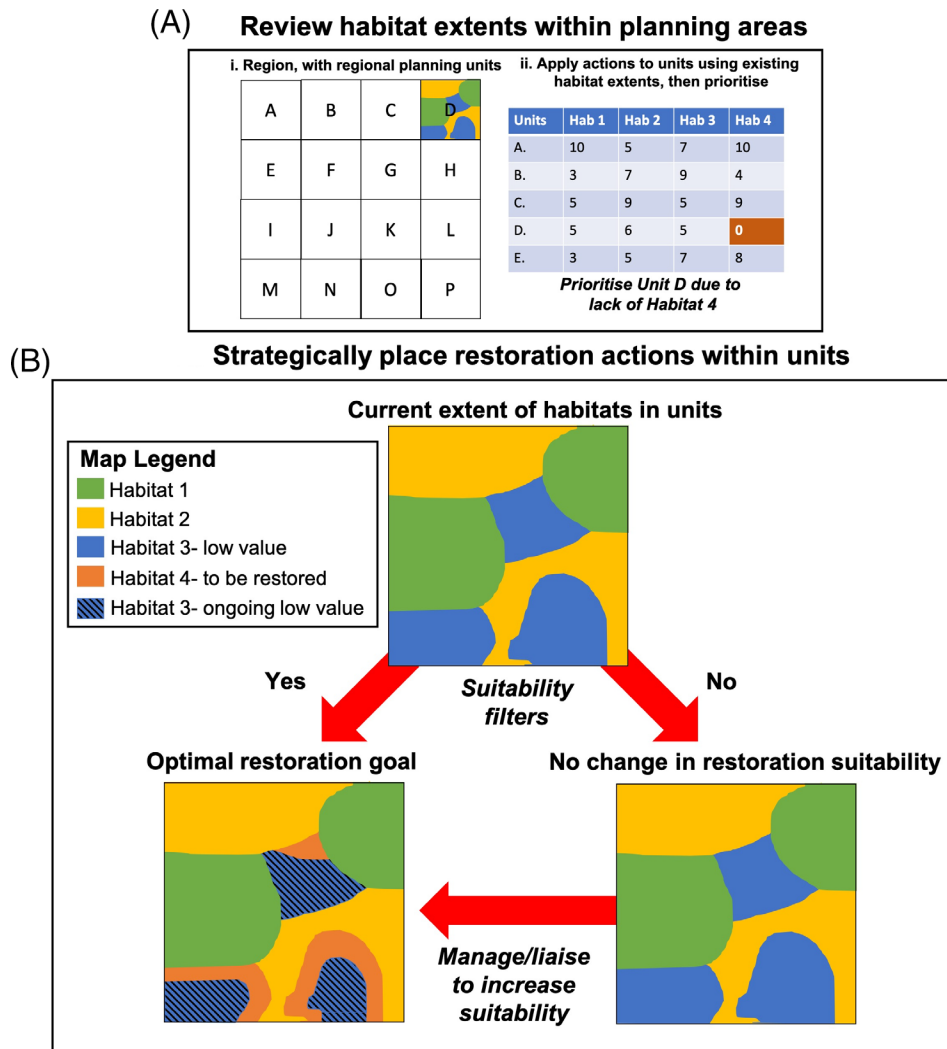 (A)
Review habitat extents within planning areas
i. Region, with regional planning units
A B C D
E F G H
I J K L
M N O P
ii. Apply actions to units using existing
habitat extents, then prioritise
Units Hab 1 Hab 2 Hab 3 Hab 4
A. 10 5 7 10
B. 3 7 9 4
C. 5 9 5 9
D. 5 6 5 0
E. 3 5 7 8
Prioritise Unit D due to
lack of Habitat 4
(B)
Strategically place restoration actions within units
Current extent of habitats in units
Map Legend
Habitat 1
Habitat 2
Habitat 3- low value
Habitat 4- to be restored
Habitat 3- ongoing low value
Yes
Suitability
filters
No
Optimal restoration goal
No change in restoration suitability
Manage/liaise
to increase
suitability